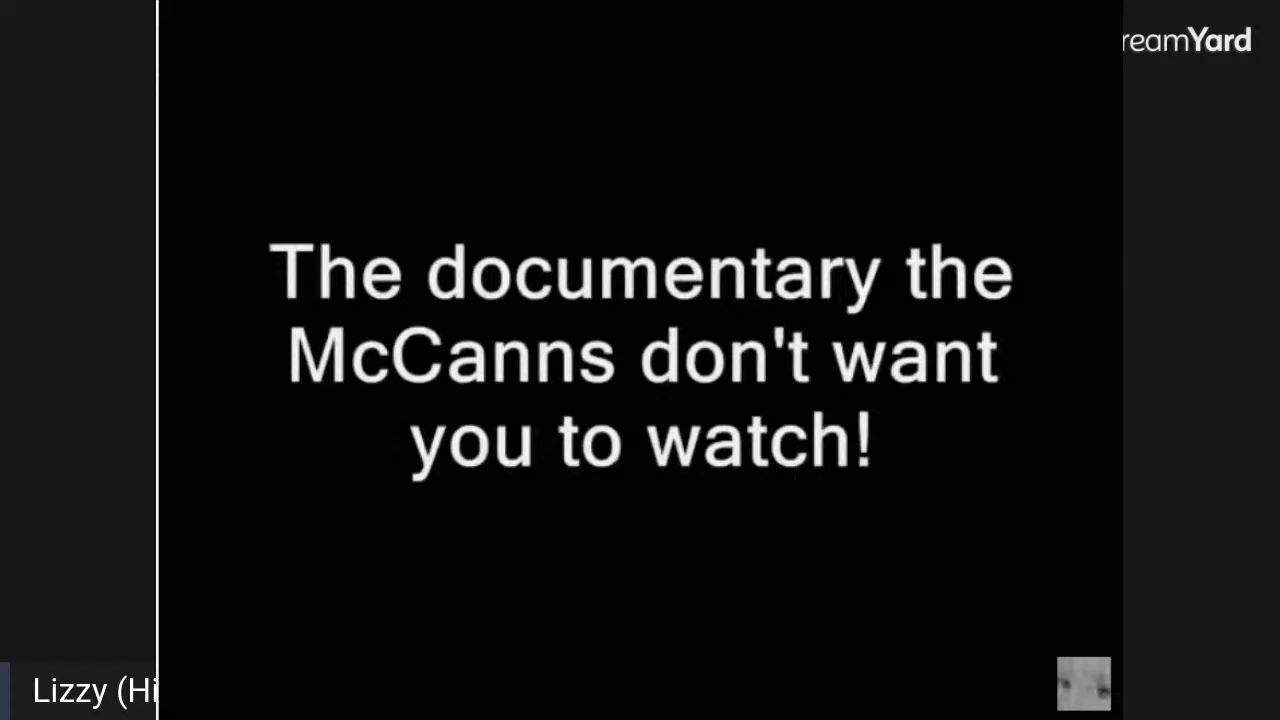 reamYard
The documentary the
McCanns don't want
you to watch!
Lizzy (Hi